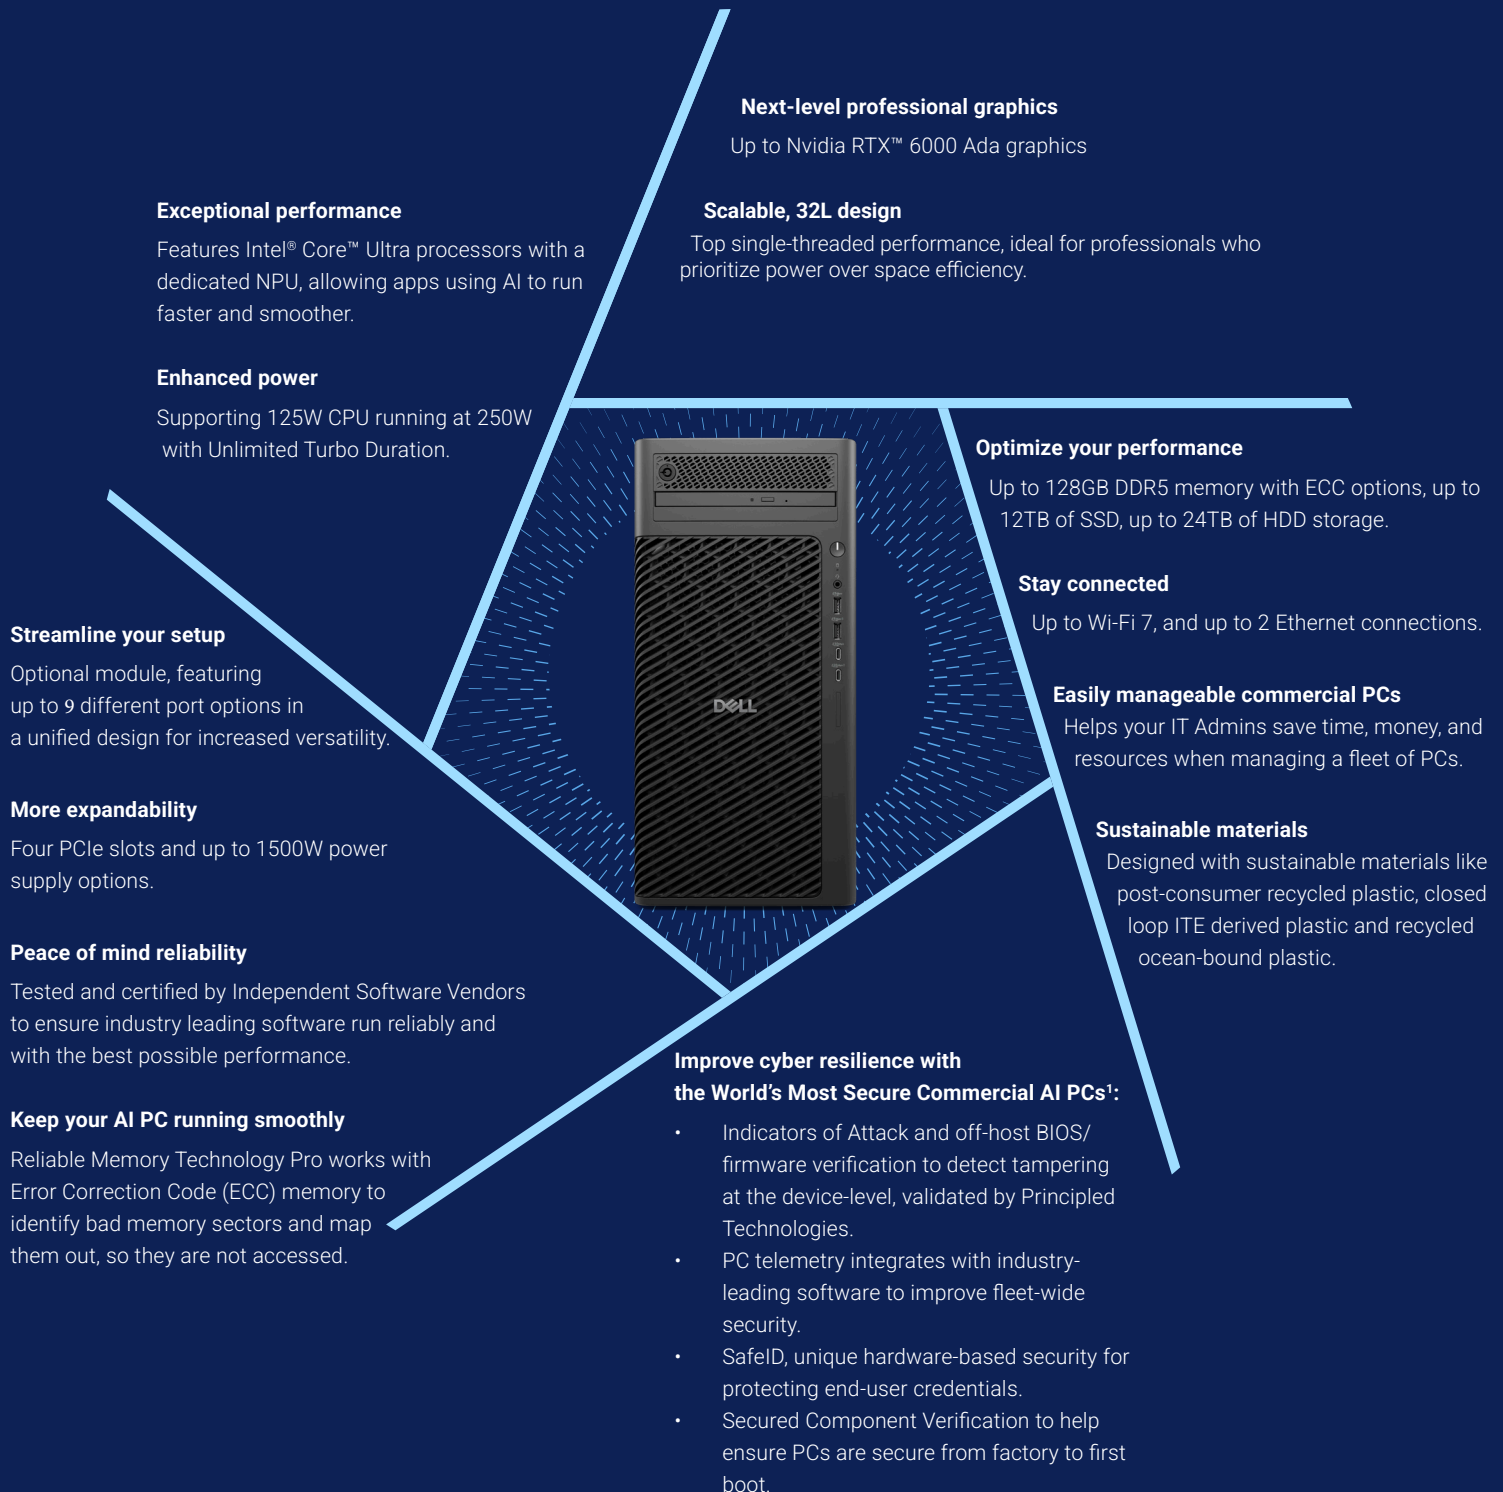 Next-level professional graphics
Up to Nvidia RTX™ 6000 Ada graphics
Scalable, 32L design
Top single-threaded performance, ideal for professionals who
prioritize power over space efficiency.
Exceptional performance
Features Intel® Core™ Ultra processors with a
dedicated NPU, allowing apps using AI to run
faster and smoother.
Enhanced power
Supporting 125W CPU running at 250W
with Unlimited Turbo Duration.
Optimize your performance
Up to 128GB DDR5 memory with ECC options, up to
12TB of SSD, up to 24TB of HDD storage.
Stay connected
Up to Wi-Fi 7, and up to 2 Ethernet connections.
Easily manageable commercial PCs
Helps your IT Admins save time, money, and
resources when managing a fleet of PCs.
Sustainable materials
Designed with sustainable materials like
post-consumer recycled plastic, closed
loop ITE derived plastic and recycled
ocean-bound plastic.
DELL
Streamline your setup
Optional module, featuring
up to 9 different port options in
a unified design for increased versatility.
More expandability
Four PCIe slots and up to 1500W power
supply options.
Peace of mind reliability
Tested and certified by Independent Software Vendors
to ensure industry leading software run reliably and
with the best possible performance.
Keep your AI PC running smoothly
Reliable Memory Technology Pro works with
Error Correction Code (ECC) memory to
identify bad memory sectors and map
them out, so they are not accessed.
Improve cyber resilience with
the World’s Most Secure Commercial AI PCs¹:
• Indicators of Attack and off-host BIOS/
firmware verification to detect tampering
at the device-level, validated by Principled
Technologies.
• PC telemetry integrates with industry-
leading software to improve fleet-wide
security.
• SafeID, unique hardware-based security for
protecting end-user credentials.
• Secured Component Verification to help
ensure PCs are secure from factory to first
boot.